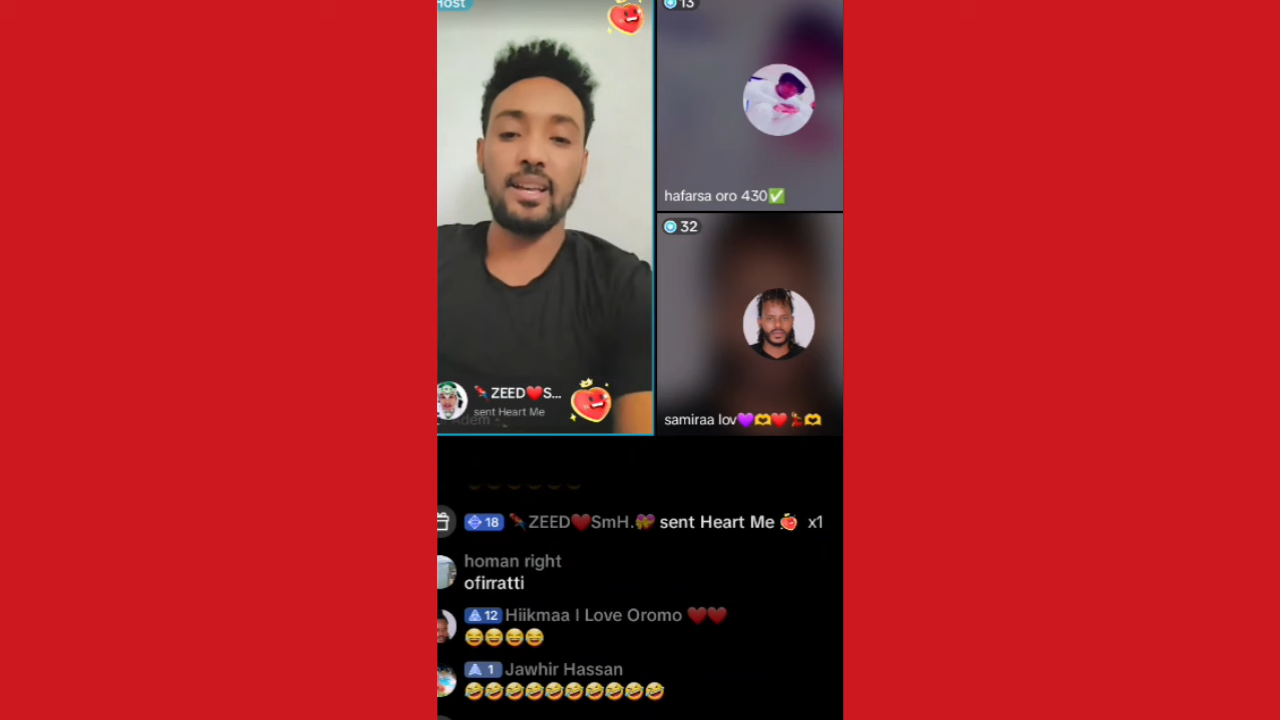 Host
13
hafarsa oro 430✅
32
samiraa lov💜🫶❤️💃🫶
ZEED❤️S...
sent Heart Me
Adem
18 ZEED❤️SmH.💝 sent Heart Me x1
homan right
ofirratti
12 Hiikmaa I Love Oromo ❤️❤️
😂😂😂😂
1 Jawhir Hassan
🤣🤣🤣🤣🤣🤣🤣🤣🤣🤣